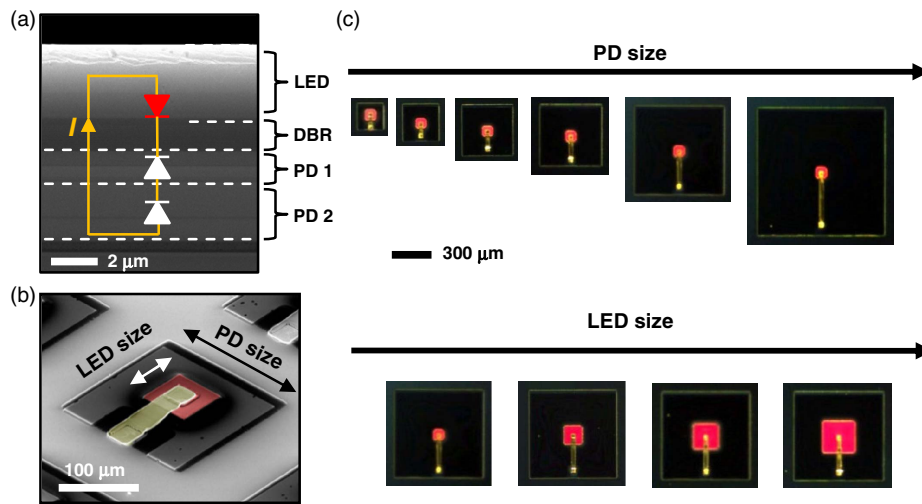 (a)
LED
DBR
PD 1
PD 2
I
2 μm
(b)
LED size
PD size
100 μm
(c)
PD size
300 μm
LED size